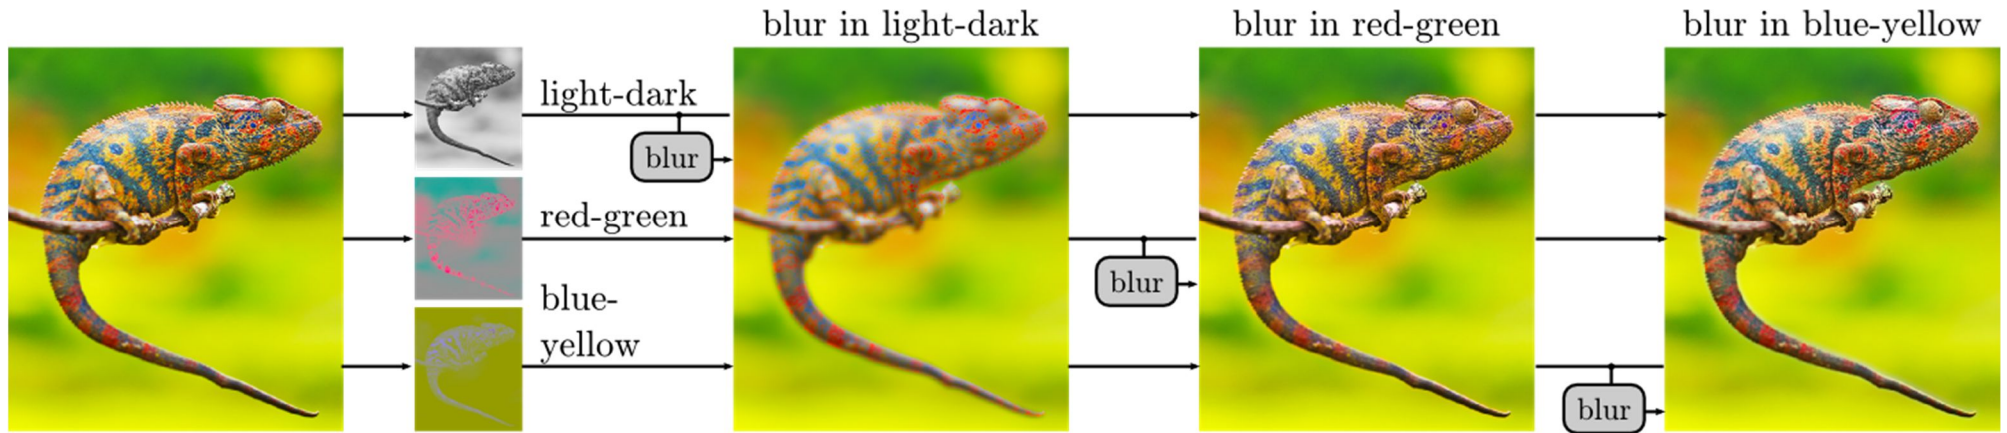 blur in light-dark
blur in red-green
blur in blue-yellow
light-dark
blur
red-green
blur
blue-
yellow
blur